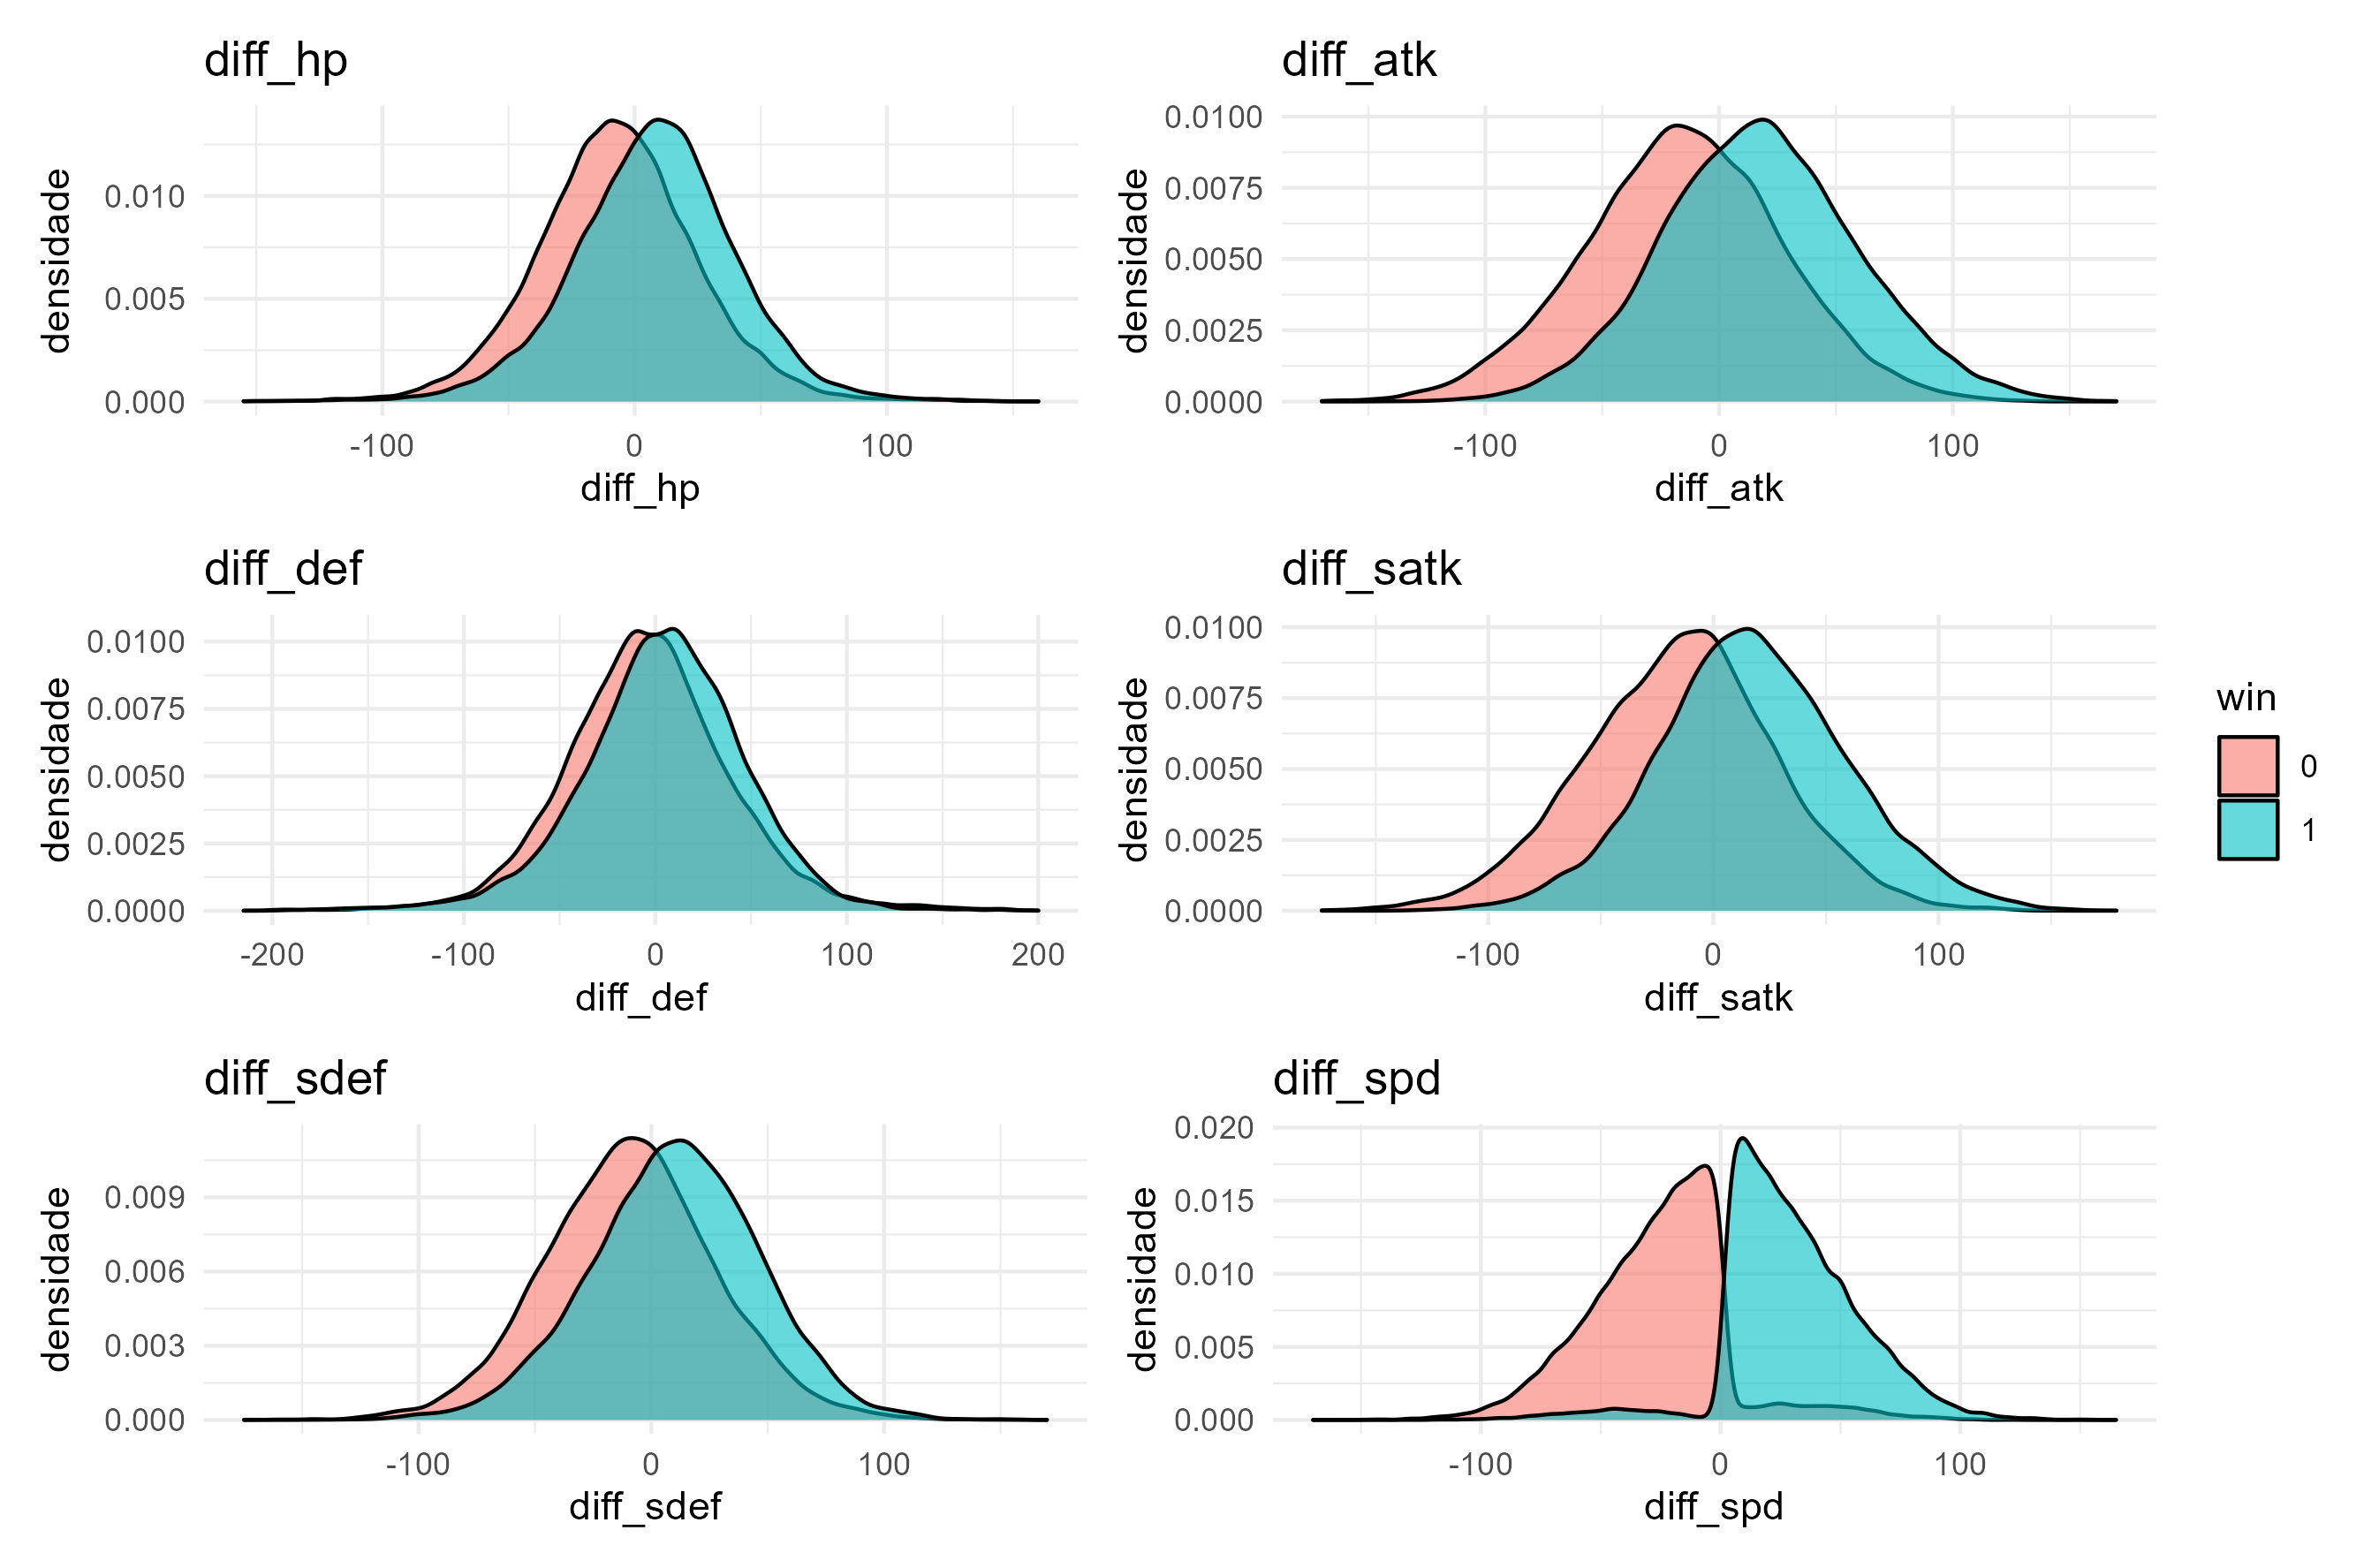 diff_hp
densidade
0.010
0.005
0.000
-100 0 100
diff_hp
diff_atk
densidade
0.0100
0.0075
0.0050
0.0025
0.0000
-100 0 100
diff_atk
diff_def
densidade
0.0100
0.0075
0.0050
0.0025
0.0000
-200 -100 0 100 200
diff_def
diff_satk
densidade
0.0100
0.0075
0.0050
0.0025
0.0000
-100 0 100
diff_satk
diff_sdef
densidade
0.009
0.006
0.003
0.000
-100 0 100
diff_sdef
diff_spd
densidade
0.020
0.015
0.010
0.005
0.000
-100 0 100
diff_spd
win
0
1